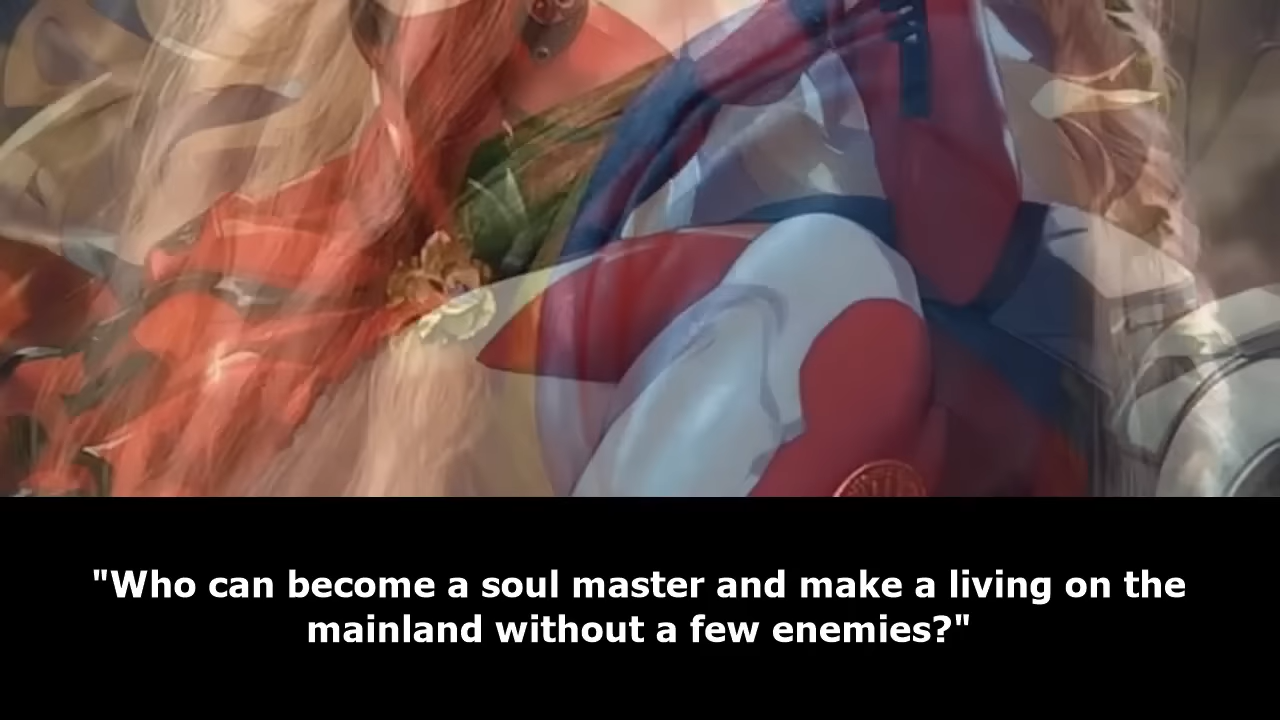 "Who can become a soul master and make a living on the
mainland without a few enemies?"